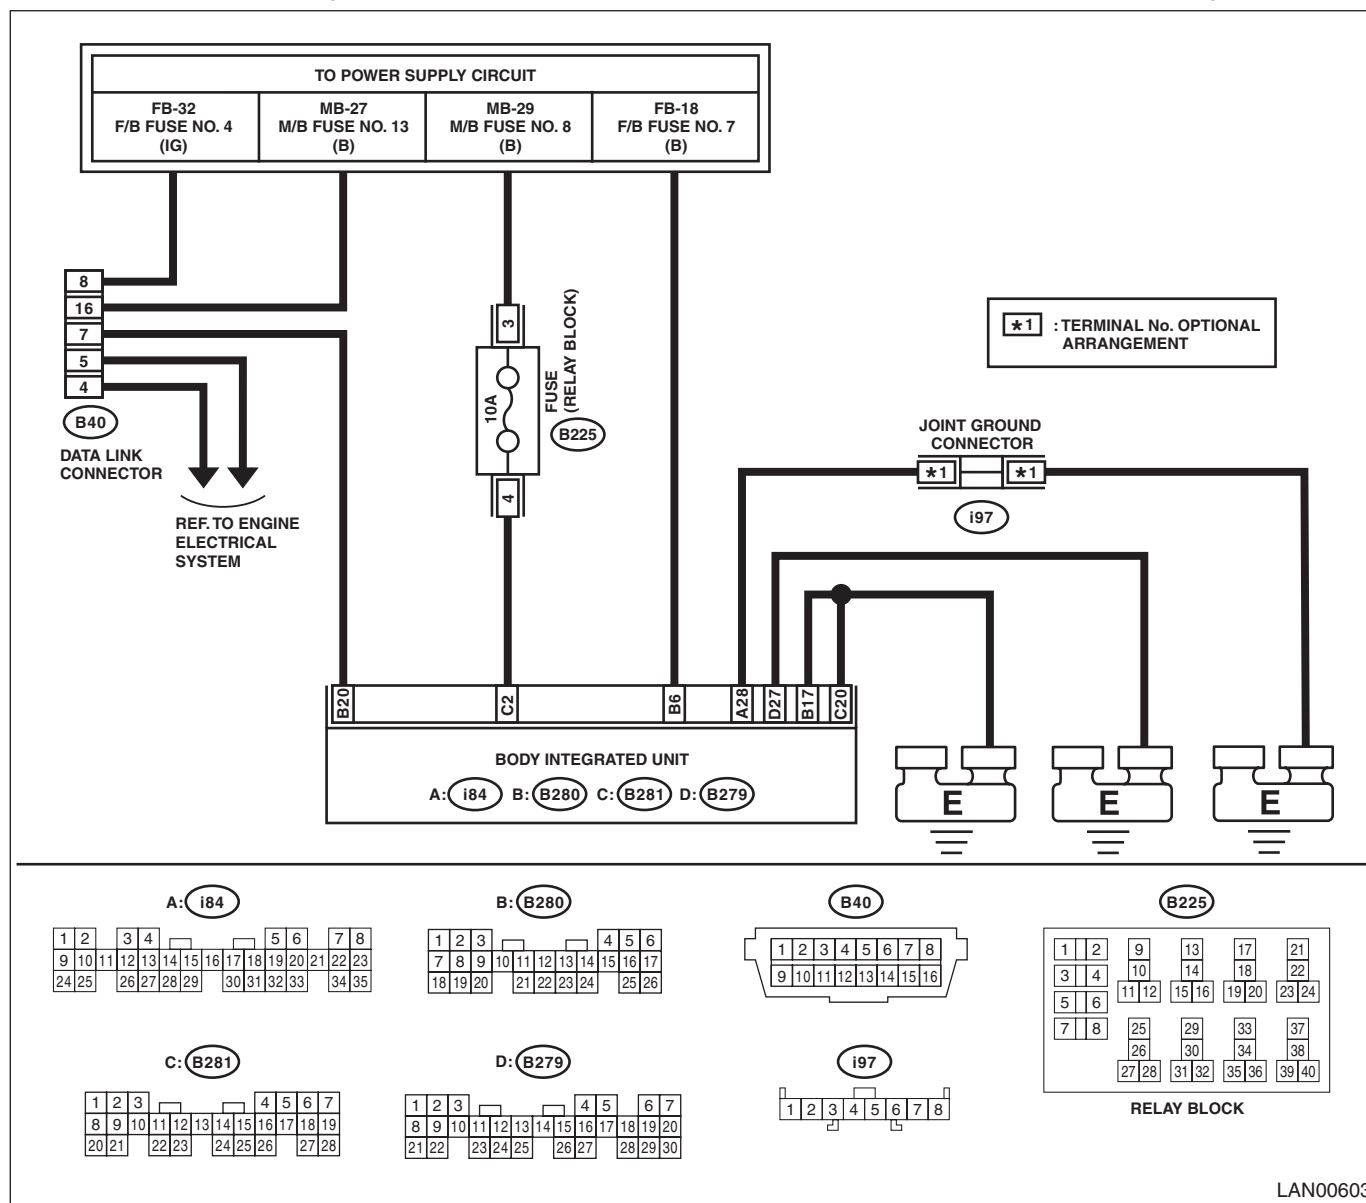 TO POWER SUPPLY CIRCUIT
FB-32
F/B FUSE NO. 4
(IG)
MB-27
M/B FUSE NO. 13
(B)
MB-29
M/B FUSE NO. 8
(B)
FB-18
F/B FUSE NO. 7
(B)
8
16
7
5
4
B40
DATA LINK
CONNECTOR
REF. TO ENGINE
ELECTRICAL
SYSTEM
3
10A
4
FUSE
(RELAY BLOCK)
B225
*1 : TERMINAL No. OPTIONAL
ARRANGEMENT
JOINT GROUND
CONNECTOR
*1 *1
i97
B20 C2 B6 A28 D27 B17 C20
BODY INTEGRATED UNIT
A: i84 B: B280 C: B281 D: B279
E E E
A: i84
1 2 3 4 5 6 7 8
9 10 11 12 13 14 15 16 17 18 19 20 21 22 23
24 25 26 27 28 29 30 31 32 33 34 35
B: B280
1 2 3 4 5 6
7 8 9 10 11 12 13 14 15 16 17
18 19 20 21 22 23 24 25 26
B40
1 2 3 4 5 6 7 8
9 10 11 12 13 14 15 16
B225
1 2 9 13 17 21
3 4 10 14 18 22
11 12 15 16 19 20 23 24
5 6
7 8 25 29 33 37
26 30 34 38
27 28 31 32 35 36 39 40
RELAY BLOCK
C: B281
1 2 3 4 5 6 7
8 9 10 11 12 13 14 15 16 17 18 19
20 21 22 23 24 25 26 27 28
D: B279
1 2 3 4 5 6 7
8 9 10 11 12 13 14 15 16 17 18 19 20
21 22 23 24 25 26 27 28 29 30
i97
1 2 3 4 5 6 7 8
LAN00603